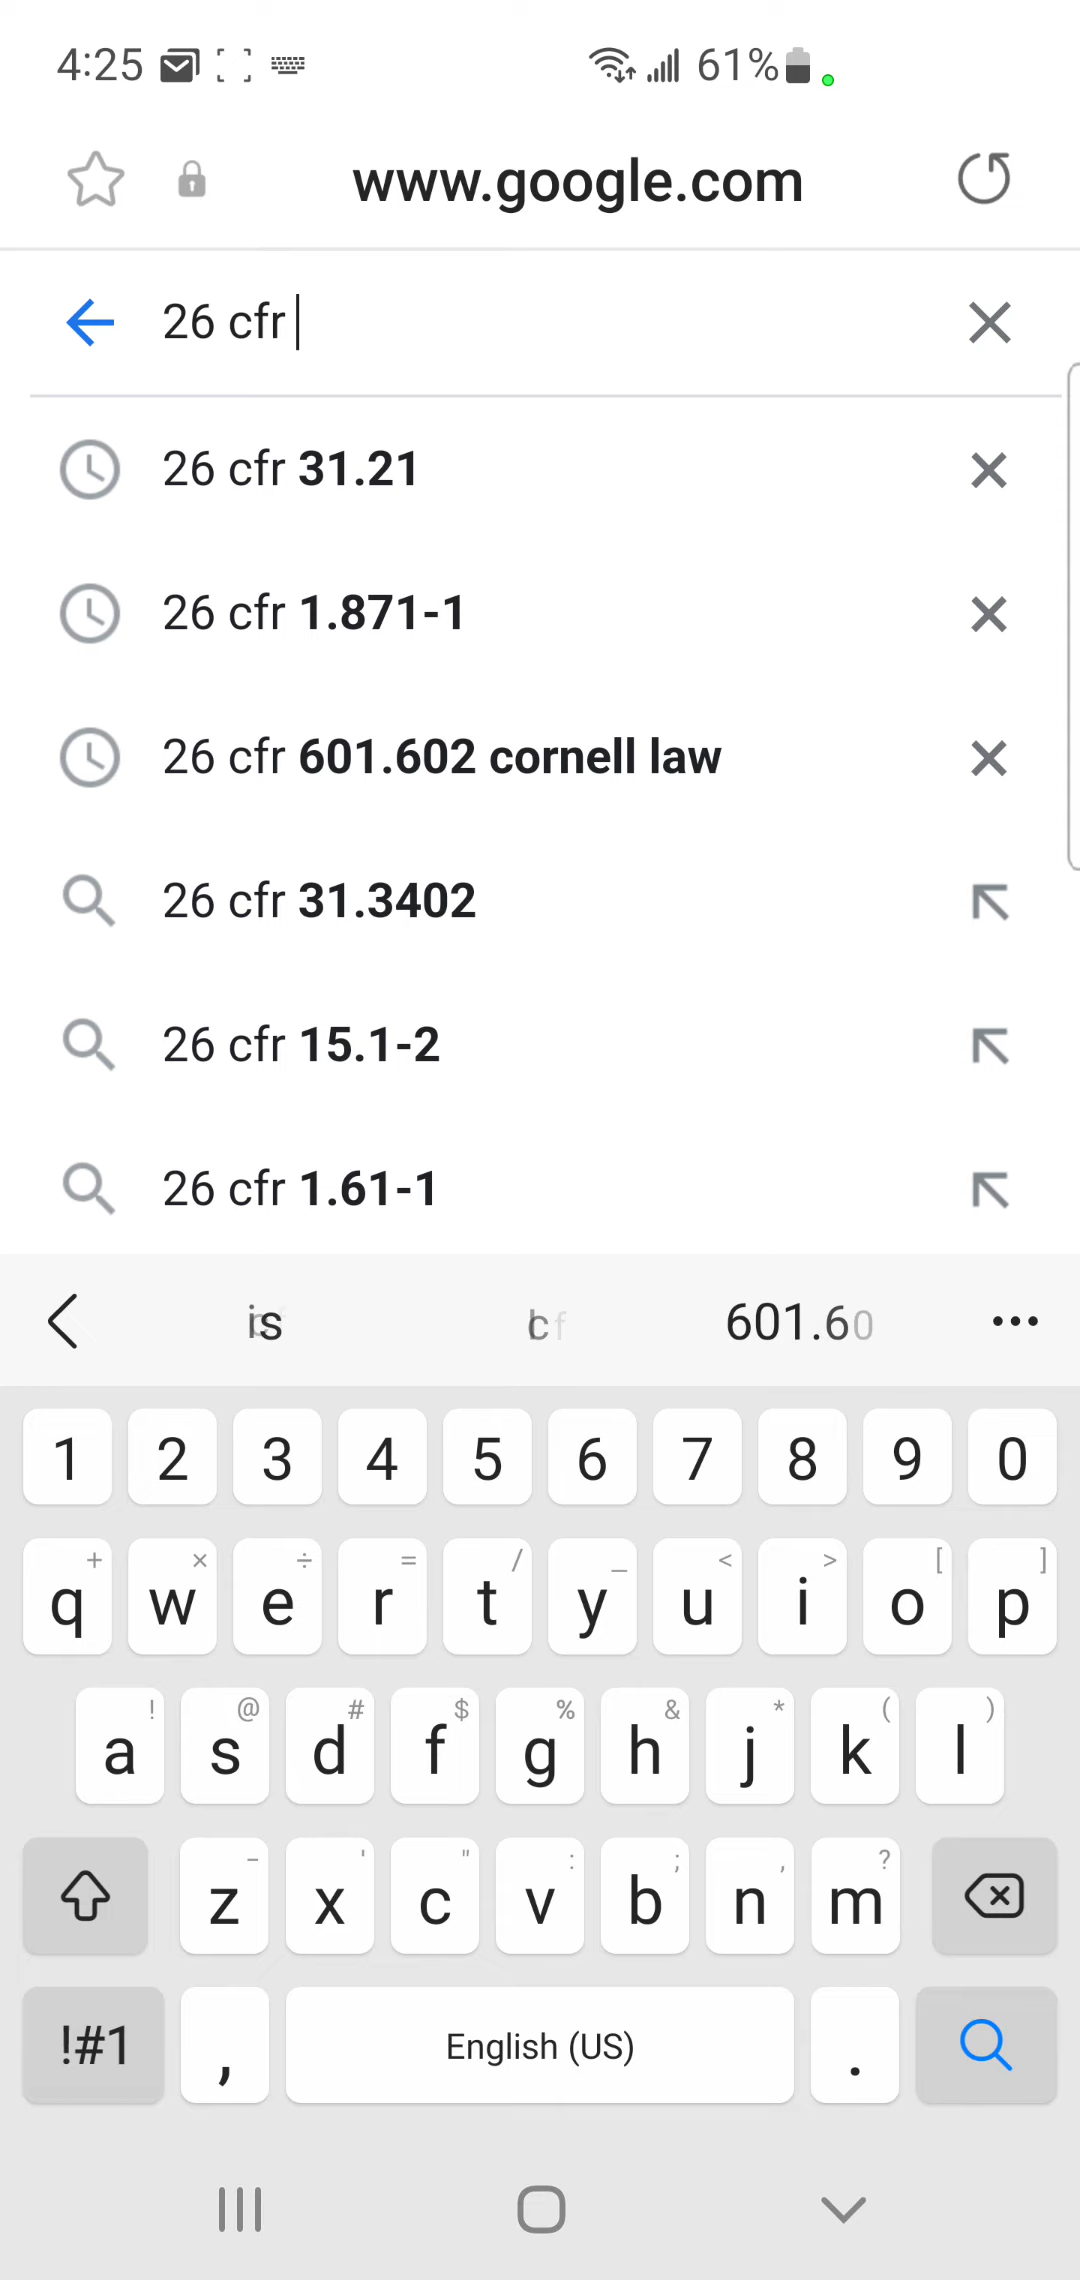 4:25 61%
www.google.com
26 cfr
26 cfr 31.21
26 cfr 1.871-1
26 cfr 601.602 cornell law
26 cfr 31.3402
26 cfr 15.1-2
26 cfr 1.61-1
is 601.60 ...
1 2 3 4 5 6 7 8 9 0
+ × ÷ = / _ < > [ ]
q w e r t y u i o p
! @ # $ % & * ( )
a s d f g h j k l
- ' " : ; , ?
z x c v b n m
!#1 , English (US) .